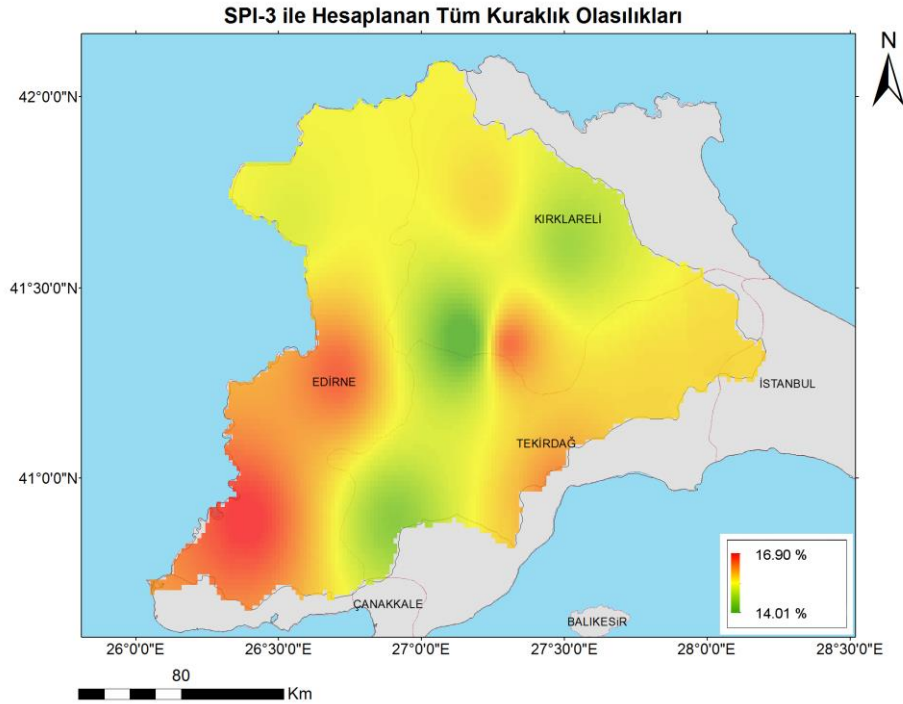 SPI-3 ile Hesaplanan Tüm Kuraklık Olasılıkları
N
42°0'0"N
KIRKLARELİ
41°30'0"N
EDİRNE
İSTANBUL
TEKİRDAĞ
41°0'0"N
16.90 %
14.01 %
ÇANAKKALE
BALIKESİR
26°0'0"E
26°30'0"E
27°0'0"E
27°30'0"E
28°0'0"E
28°30'0"E
80
Km